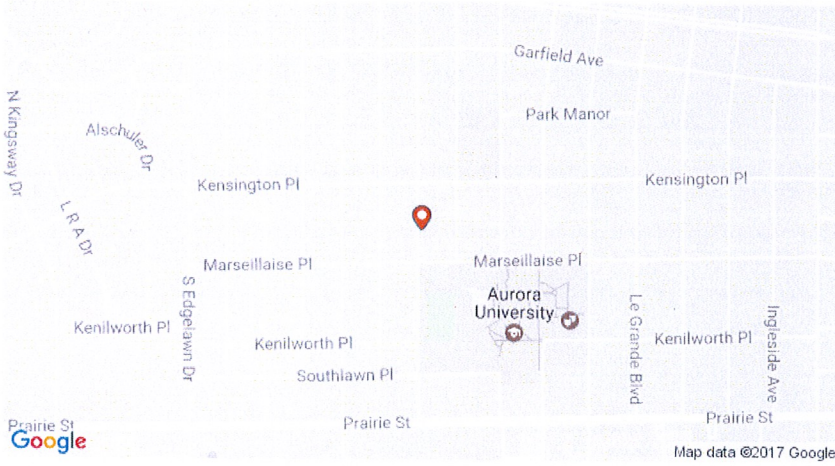 Garfield Ave
N Kingsway Dr
Park Manor
Alschuler Dr
Kensington Pl
Kensington Pl
L R A Dr
Marseillaise Pl
Marseillaise Pl
S Edgelawn Dr
Aurora
University
Le Grande Blvd
Ingleside Ave
Kenilworth Pl
Kenilworth Pl
Kenilworth Pl
Southlawn Pl
Prairie St
Prairie St
Prairie St
Google
Map data ©2017 Google